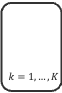 k = 1, ..., K